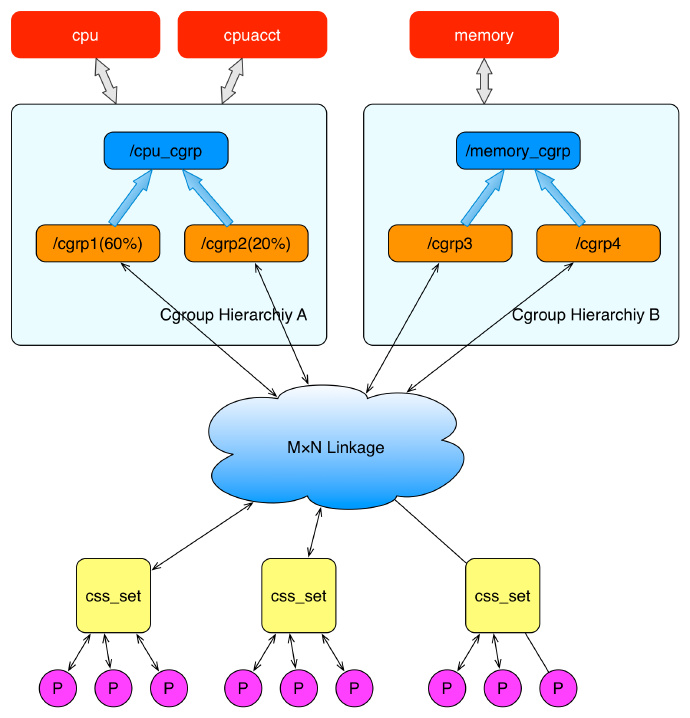 cpu
cpuacct
memory
/cpu_cgrp
/memory_cgrp
/cgrp1(60%)
/cgrp2(20%)
/cgrp3
/cgrp4
Cgroup Hierarchiy A
Cgroup Hierarchiy B
M×N Linkage
css_set
css_set
css_set
P
P
P
P
P
P
P
P
P